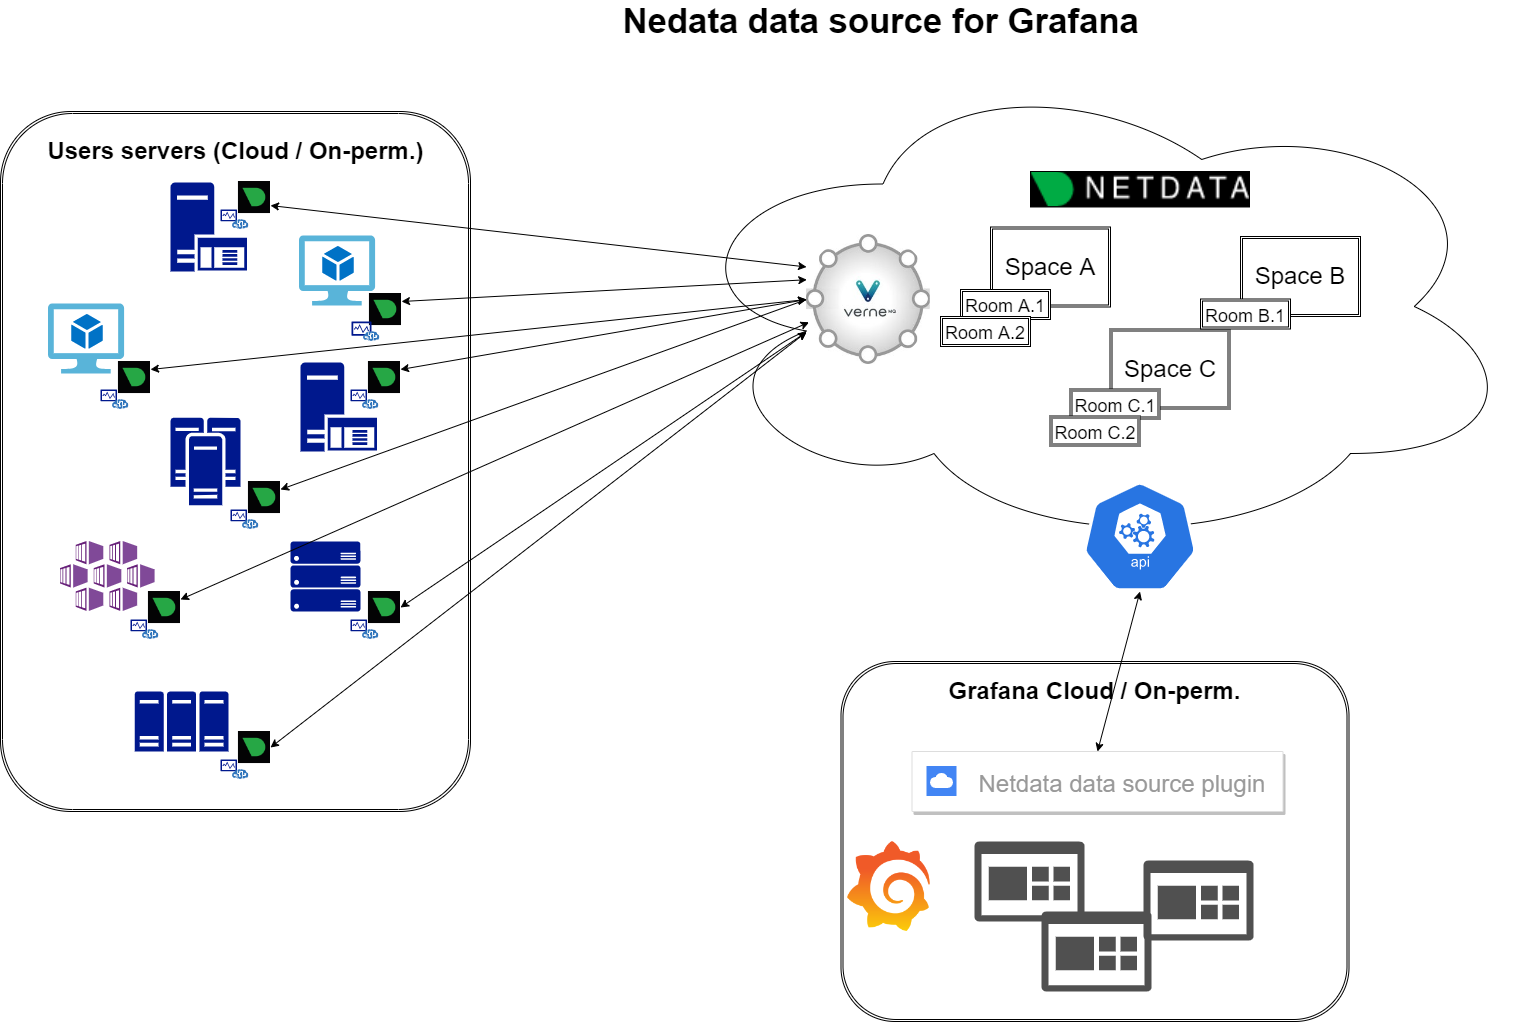 Nedata data source for Grafana
Users servers (Cloud / On-perm.)
NETDATA
Space A
Room A.1
Room A.2
Space B
Room B.1
Space C
Room C.1
Room C.2
verneMQ
api
Grafana Cloud / On-perm.
Netdata data source plugin